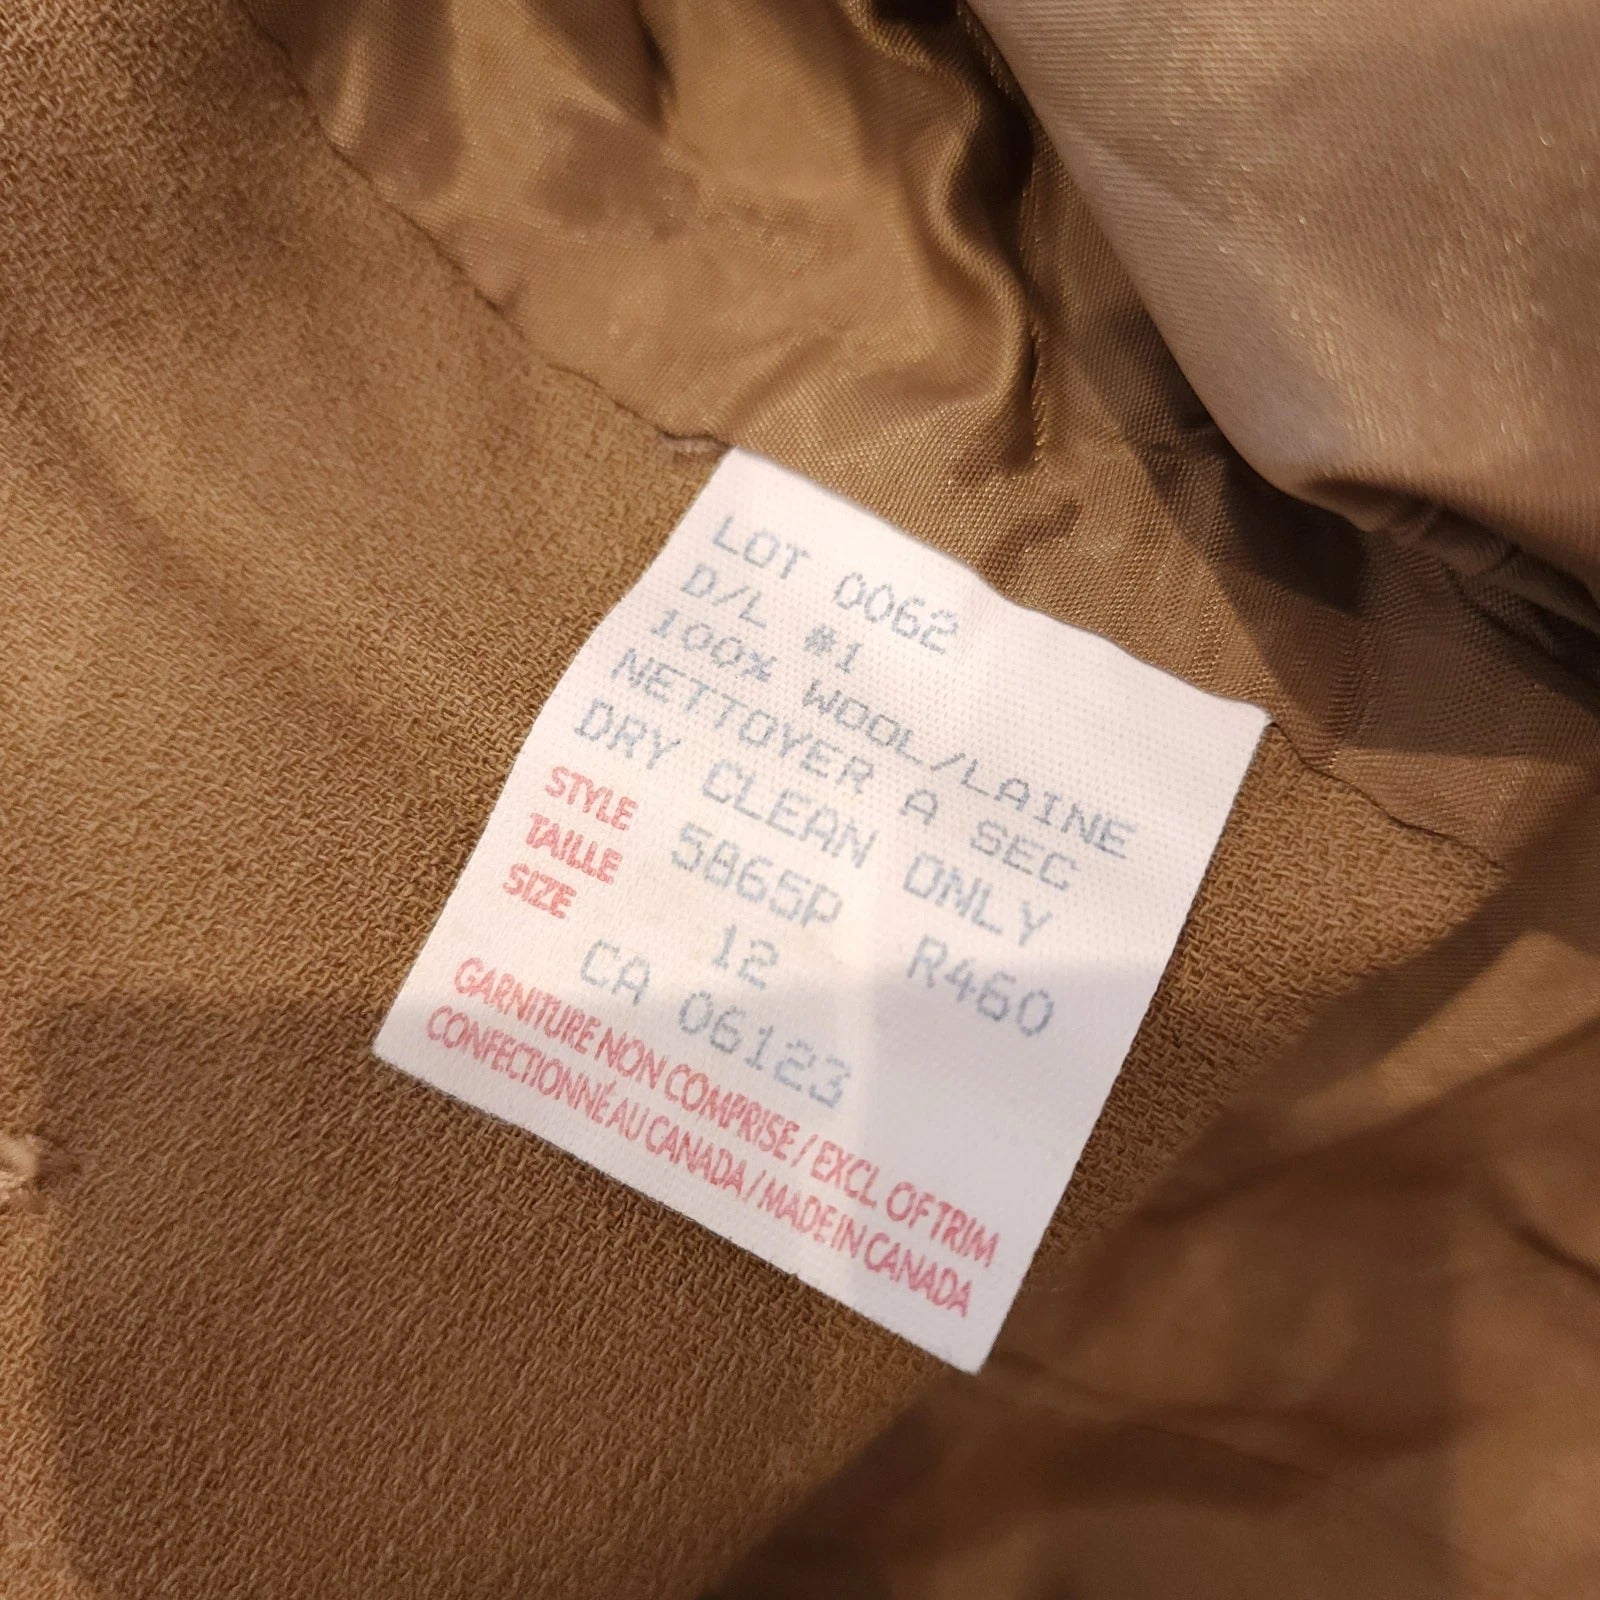 LOT 0062
D/L #1
100% WOOL/LAINE
NETTOYER A SEC
DRY CLEAN ONLY
STYLE 5865P R460
TAILLE
SIZE 12
CA 06123
GARNITURE NON COMPRISE / EXCL OF TRIM
CONFECTIONNÉ AU CANADA / MADE IN CANADA